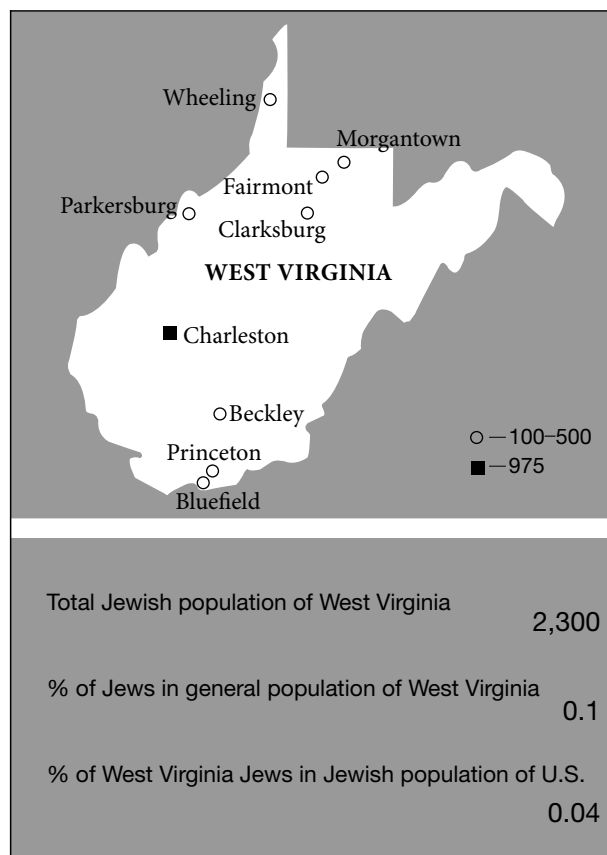 Wheeling
Morgantown
Fairmont
Parkersburg
Clarksburg
WEST VIRGINIA
Charleston
Beckley
Princeton
Bluefield
—100–500
—975
Total Jewish population of West Virginia
2,300
% of Jews in general population of West Virginia
0.1
% of West Virginia Jews in Jewish population of U.S.
0.04